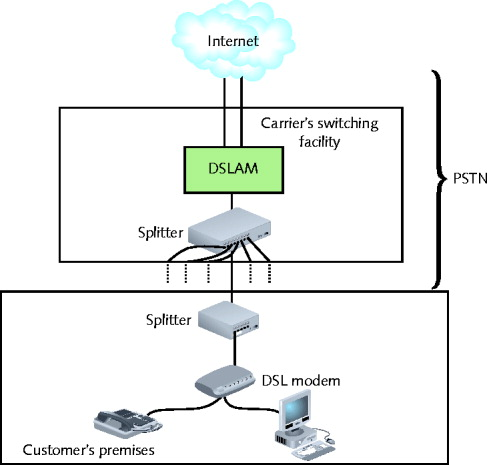 Internet
Carrier's switching
facility
DSLAM
PSTN
Splitter
Splitter
DSL modem
Customer's premises